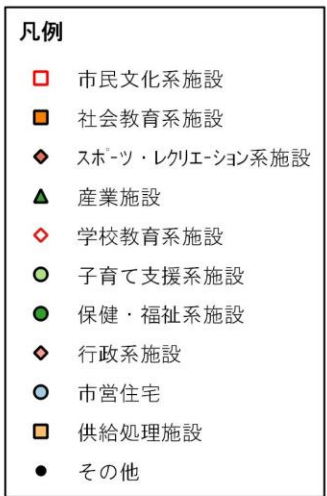 凡例
市民文化系施設
社会教育系施設
スポーツ・レクリエーション系施設
産業施設
学校教育系施設
子育て支援系施設
保健・福祉系施設
行政系施設
市営住宅
供給処理施設
その他